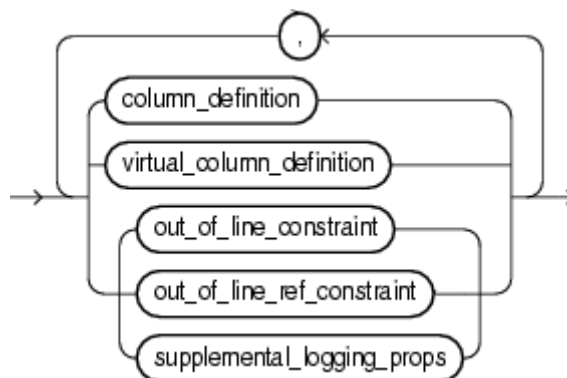 ,
column_definition
virtual_column_definition
out_of_line_constraint
out_of_line_ref_constraint
supplemental_logging_props